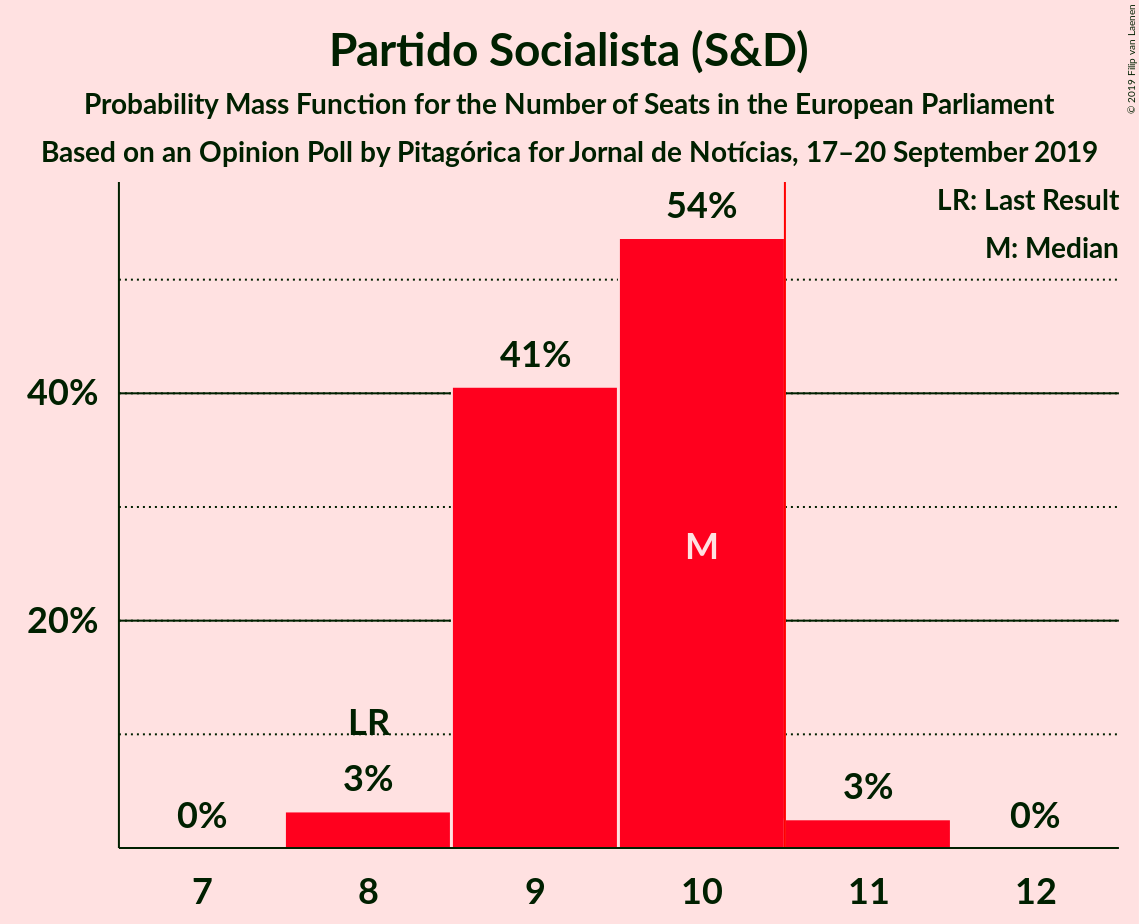 Partido Socialista (S&D)
Probability Mass Function for the Number of Seats in the European Parliament
Based on an Opinion Poll by Pitagórica for Jornal de Notícias, 17–20 September 2019
© 2019 Filip van Laenen
LR: Last Result
M: Median
54%
41%
40%
M
20%
LR
3%
3%
0%
0%
7 8 9 10 11 12